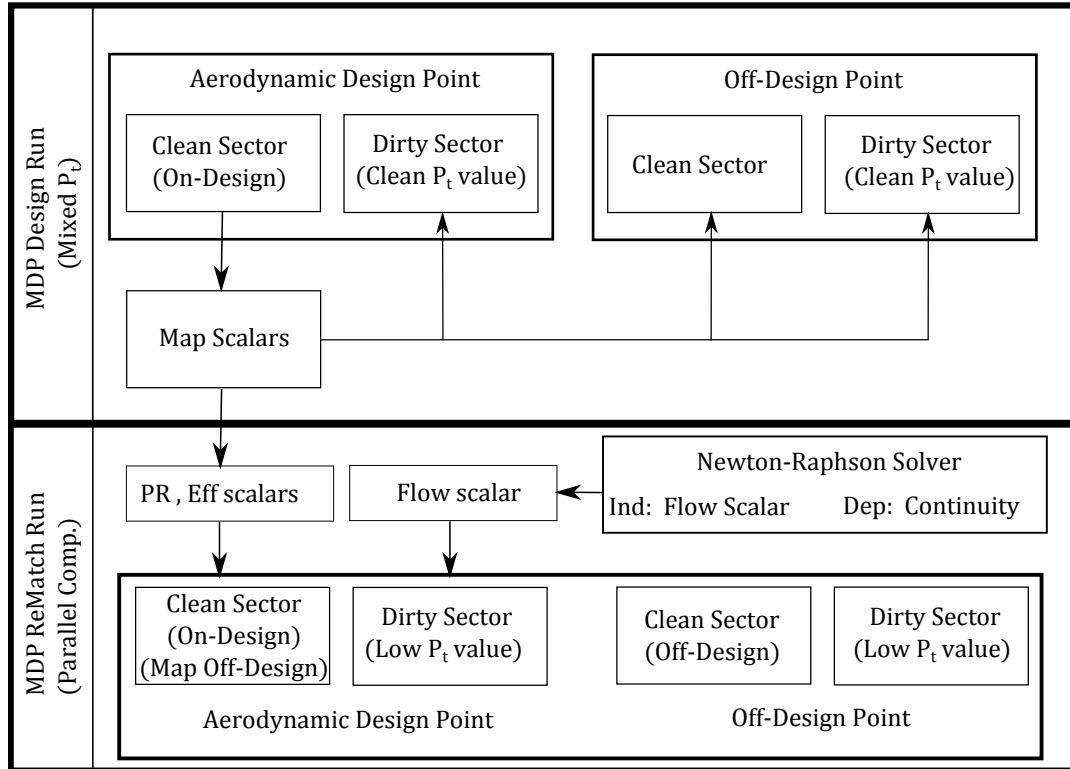 MDP Design Run
(Mixed Pt)
Aerodynamic Design Point
Clean Sector
(On-Design)
Dirty Sector
(Clean Pt value)
Off-Design Point
Clean Sector
Dirty Sector
(Clean Pt value)
Map Scalars
MDP ReMatch Run
(Parallel Comp.)
PR , Eff scalars
Flow scalar
Newton-Raphson Solver
Ind: Flow Scalar Dep: Continuity
Clean Sector
(On-Design)
(Map Off-Design)
Dirty Sector
(Low Pt value)
Aerodynamic Design Point
Clean Sector
(Off-Design)
Dirty Sector
(Low Pt value)
Off-Design Point